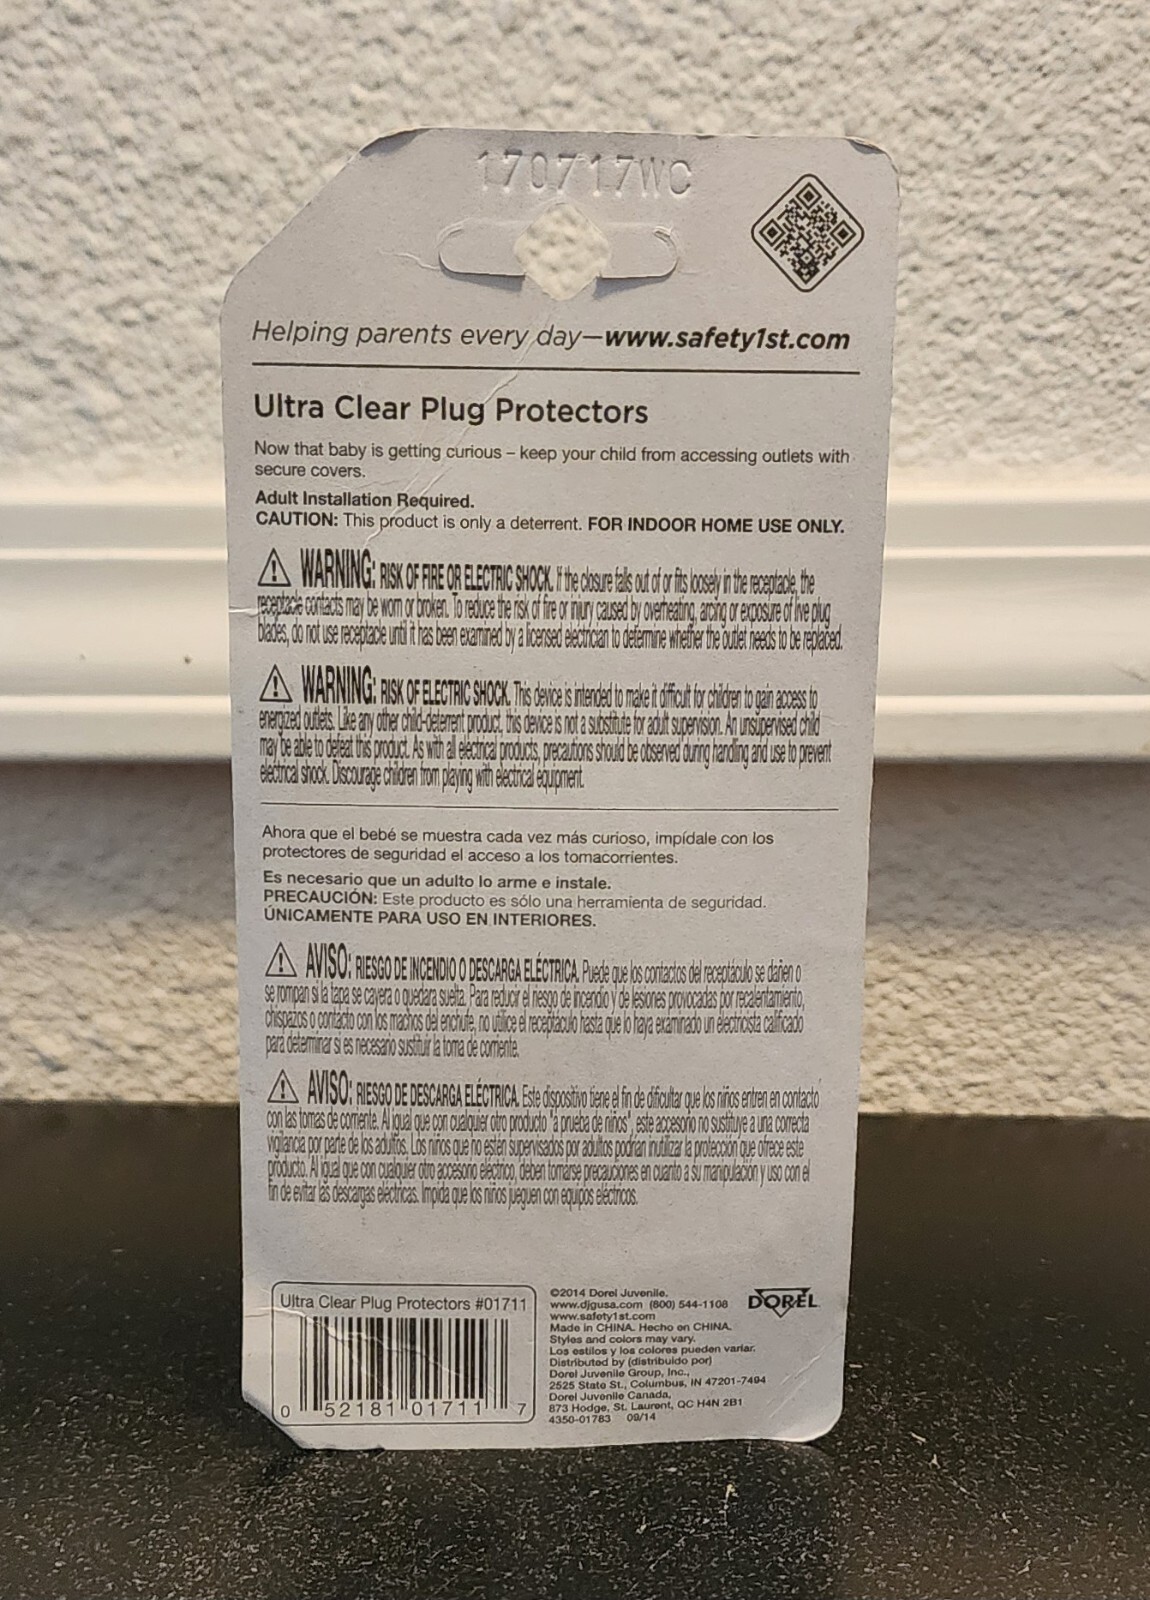 170717WC
Helping parents every day—www.safety1st.com
Ultra Clear Plug Protectors
Now that baby is getting curious – keep your child from accessing outlets with
secure covers.
Adult Installation Required.
CAUTION: This product is only a deterrent. FOR INDOOR HOME USE ONLY.
WARNING: RISK OF FIRE OR ELECTRIC SHOCK. If the closure falls out of or fits loosely in the receptacle, the
receptacle contacts may be worn or broken. To reduce the risk of fire or injury caused by overheating, arcing or exposure of live plug
blades, do not use receptacle until it has been examined by a licensed electrician to determine whether the outlet needs to be replaced.
WARNING: RISK OF ELECTRIC SHOCK. This device is intended to make it difficult for children to gain access to
energized outlets. Like any other child-deterrent product, this device is not a substitute for adult supervision. An unsupervised child
may be able to defeat this product. As with all electrical products, precautions should be observed during handling and use to prevent
electrical shock. Discourage children from playing with electrical equipment.
Ahora que el bebé se muestra cada vez más curioso, impídale con los
protectores de seguridad el acceso a los tomacorrientes.
Es necesario que un adulto lo arme e instale.
PRECAUCIÓN: Este producto es sólo una herramienta de seguridad.
ÚNICAMENTE PARA USO EN INTERIORES.
AVISO: RIESGO DE INCENDIO O DESCARGA ELÉCTRICA. Puede que los contactos del receptáculo se dañen o
se rompan si la tapa se cayera o quedara suelta. Para reducir el riesgo de incendio y de lesiones provocadas por recalentamiento,
chispazos o contacto con los machos del enchufe, no utilice el receptáculo hasta que lo haya examinado un electricista calificado
para determinar si es necesario sustituir la toma de corriente.
AVISO: RIESGO DE DESCARGA ELÉCTRICA. Este dispositivo tiene el fin de dificultar que los niños entren en contacto
con las tomas de corriente. Al igual que con cualquier otro producto "a prueba de niños", este accesorio no sustituye a una correcta
vigilancia por parte de los adultos. Los niños que no estén supervisados por adultos podrían inutilizar la protección que ofrece este
producto. Al igual que con cualquier otro accesorio eléctrico, deben tomarse precauciones en cuanto a su manipulación y uso con el
fin de evitar las descargas eléctricas. Impida que los niños jueguen con equipos eléctricos.
Ultra Clear Plug Protectors #01711
0 52181 01711 7
©2014 Dorel Juvenile.
www.djgusa.com (800) 544-1108
www.safety1st.com
Made in CHINA. Hecho en CHINA.
Styles and colors may vary.
Los estilos y los colores pueden variar.
Distributed by (distribuido por)
Dorel Juvenile Group, Inc.,
2525 State St., Columbus, IN 47201-7494
Dorel Juvenile Canada,
873 Hodge, St. Laurent, QC H4N 2B1
4350-01783 09/14
DOREL